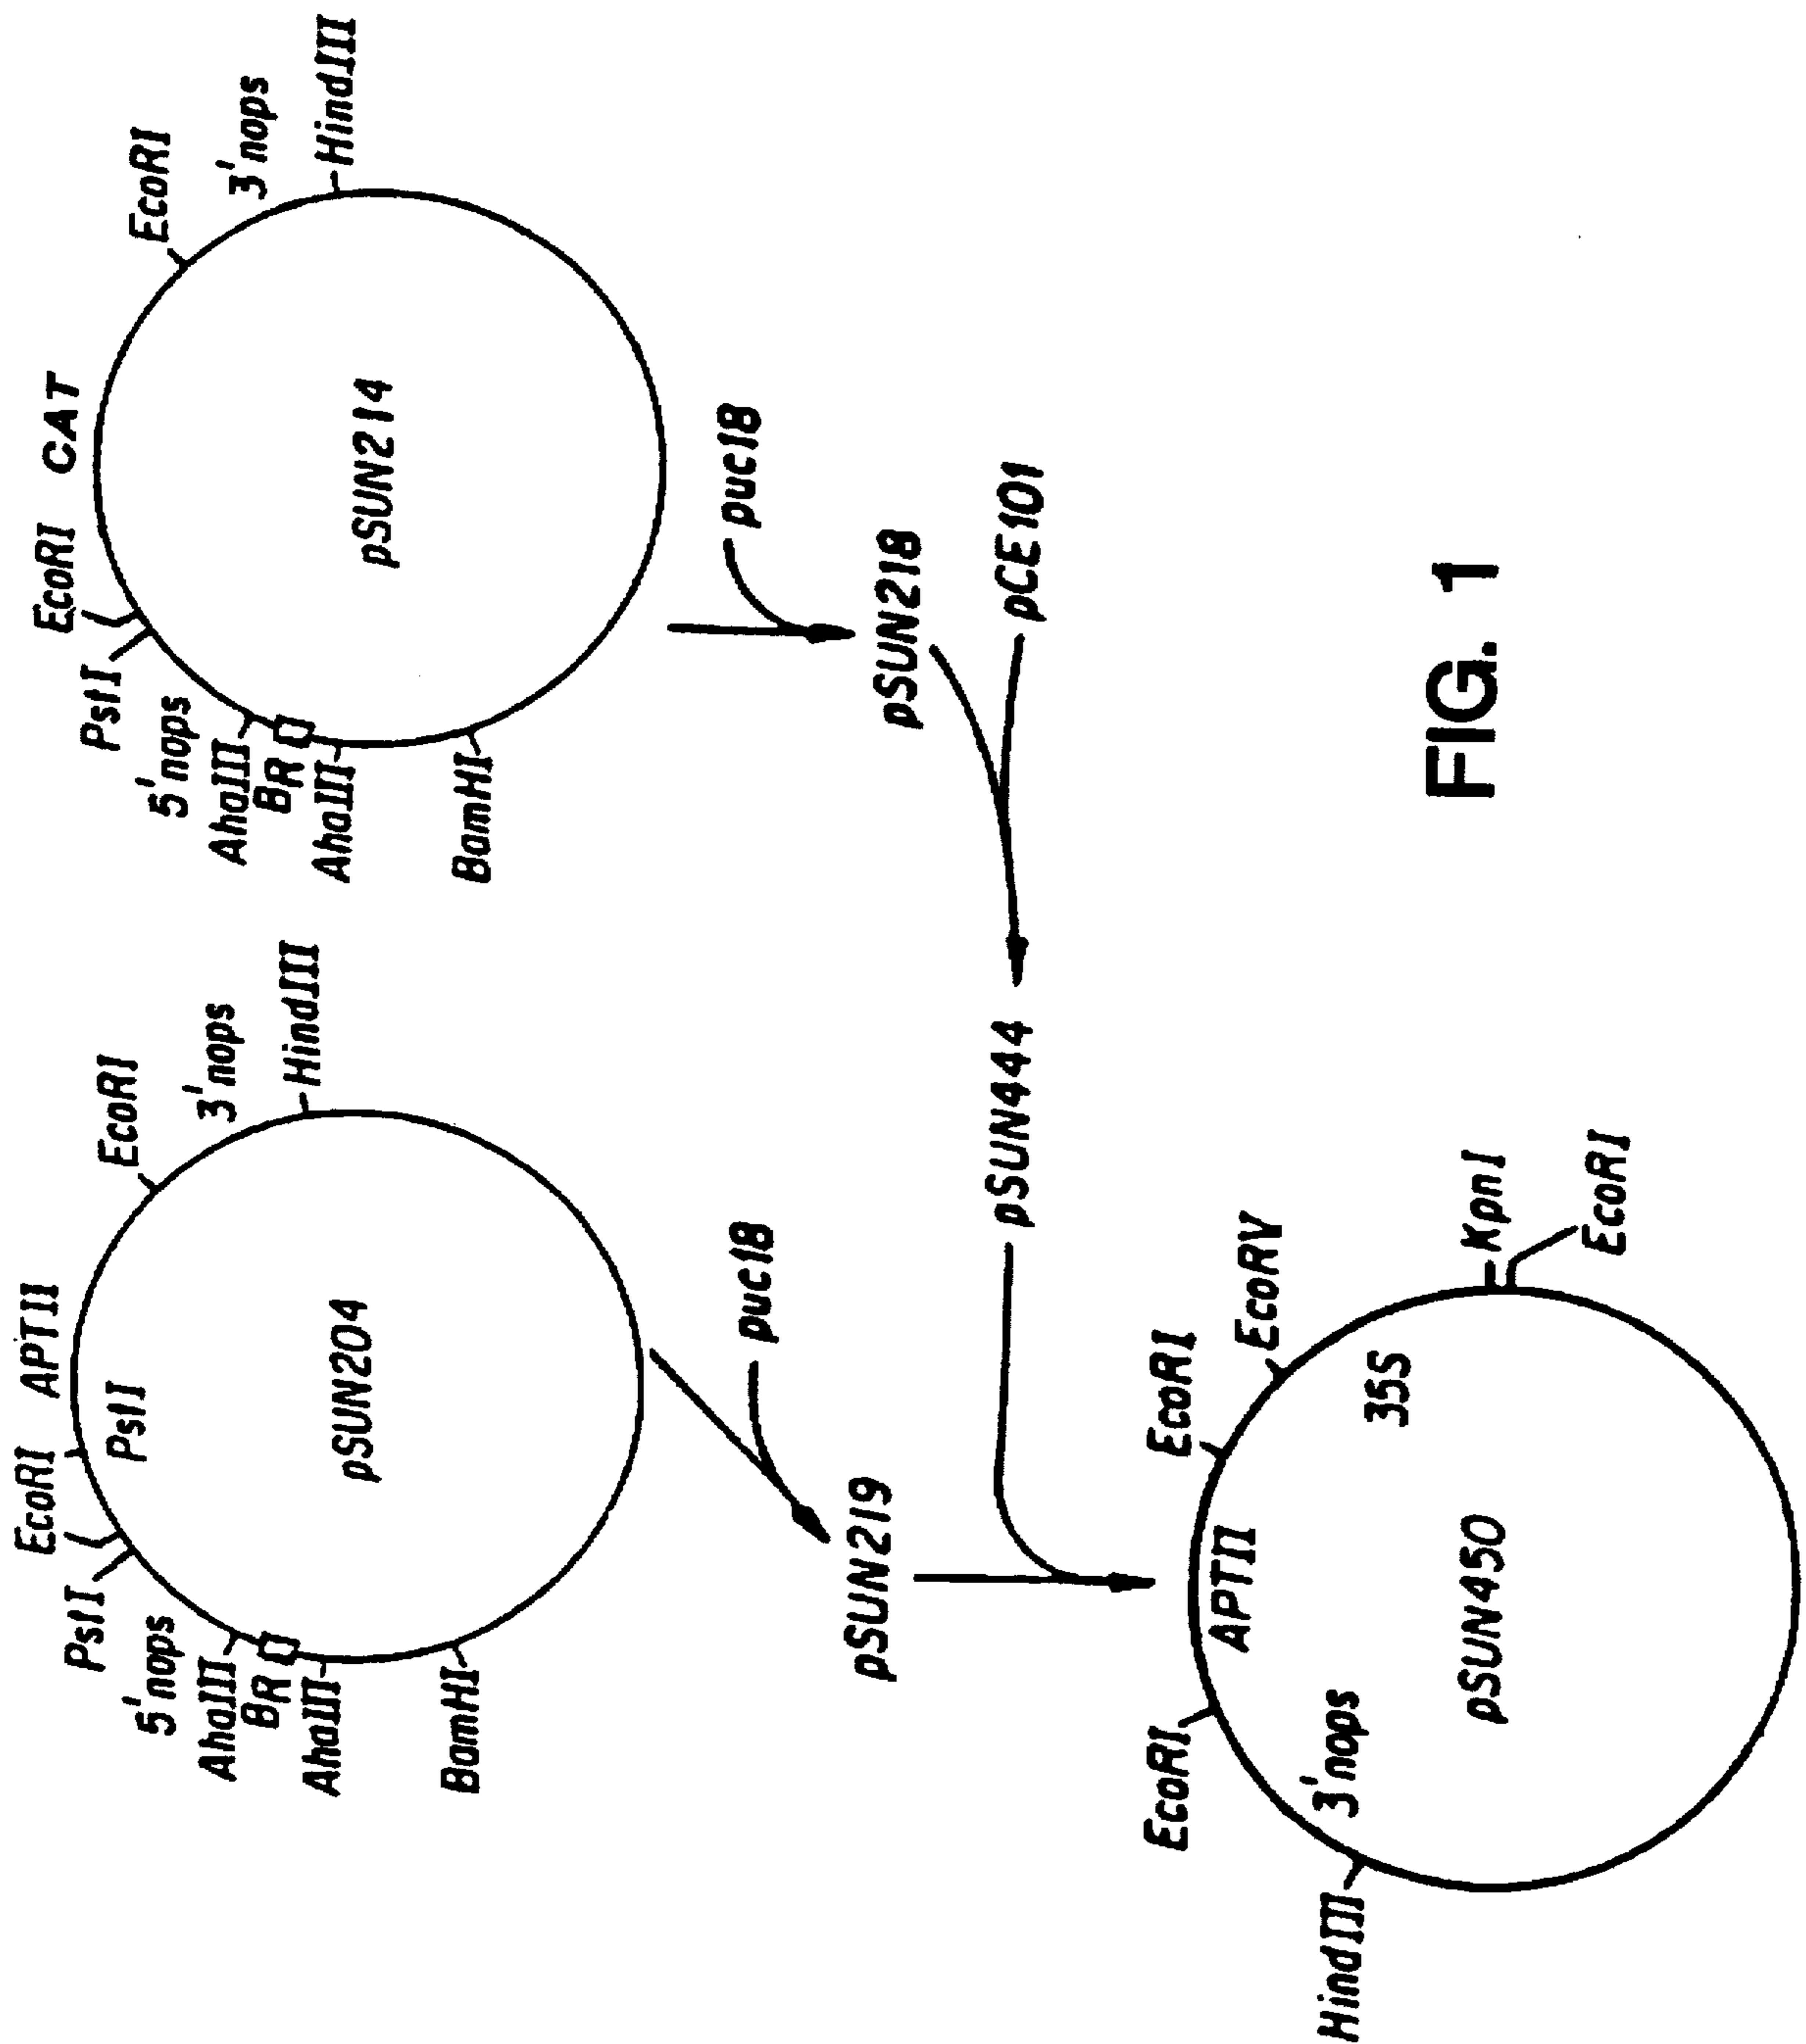 EcoRI
APTII
PstI
PstI
5'nops
AhaIII
BR
AhaIII
BamHI
EcoRI
3'nops
HindIII
pSUN204
EcoRI
CAT
PstI
5'nops
AhaIII
BR
AhaIII
BamHI
EcoRI
3'nops
HindIII
pSUN214
puc18
puc18
pSUN219
pSUN218
pSUN444
pCE101
EcoRI
APTII
EcoRI
EcoRV
HindIII
3'nops
35S
KpnI
EcoRI
pSUN450
FIG. 1